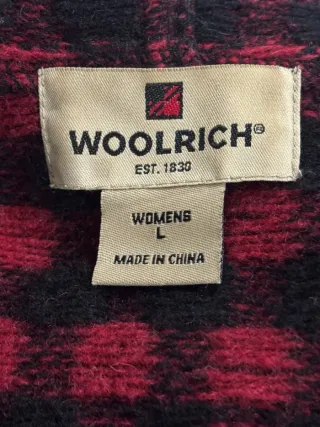 WOOLRICH®
EST. 1830
WOMENS
L
MADE IN CHINA